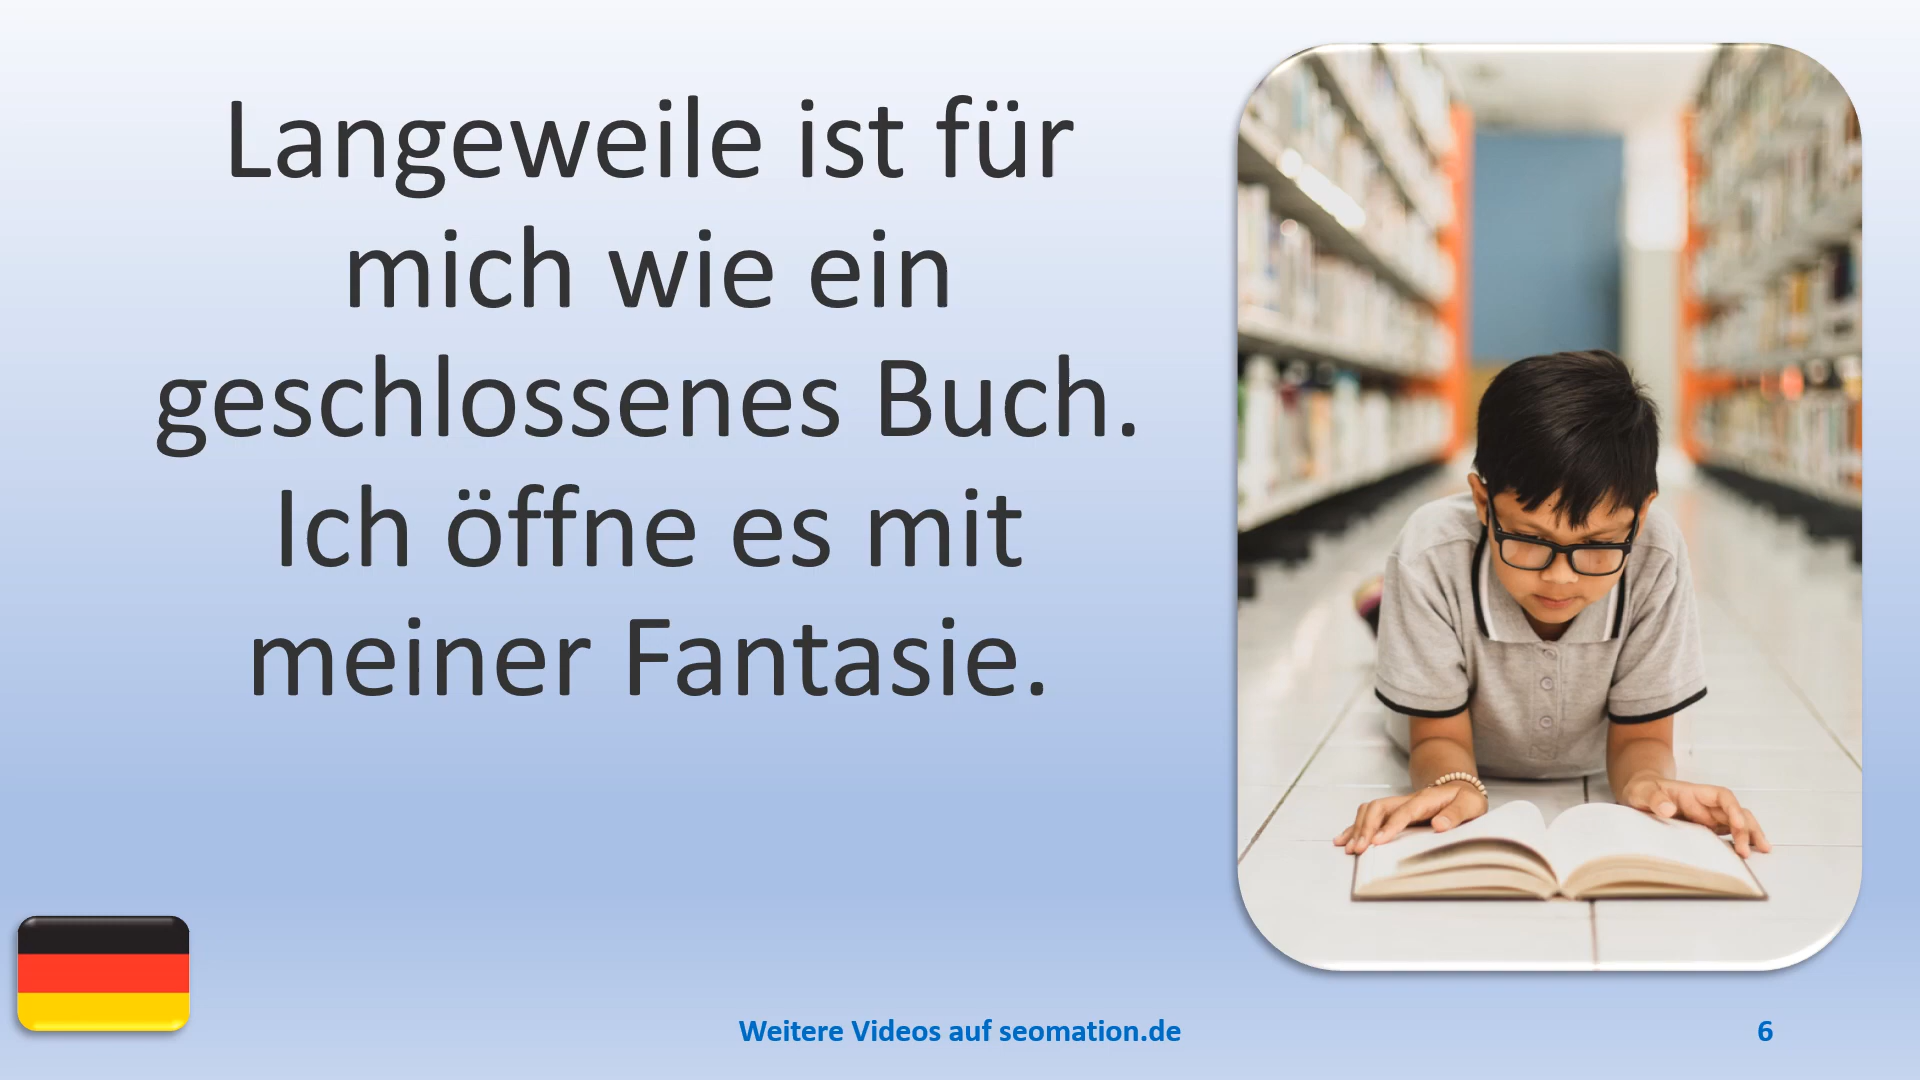 Langeweile ist für
mich wie ein
geschlossenes Buch.
Ich öffne es mit
meiner Fantasie.
Weitere Videos auf seomation.de
6